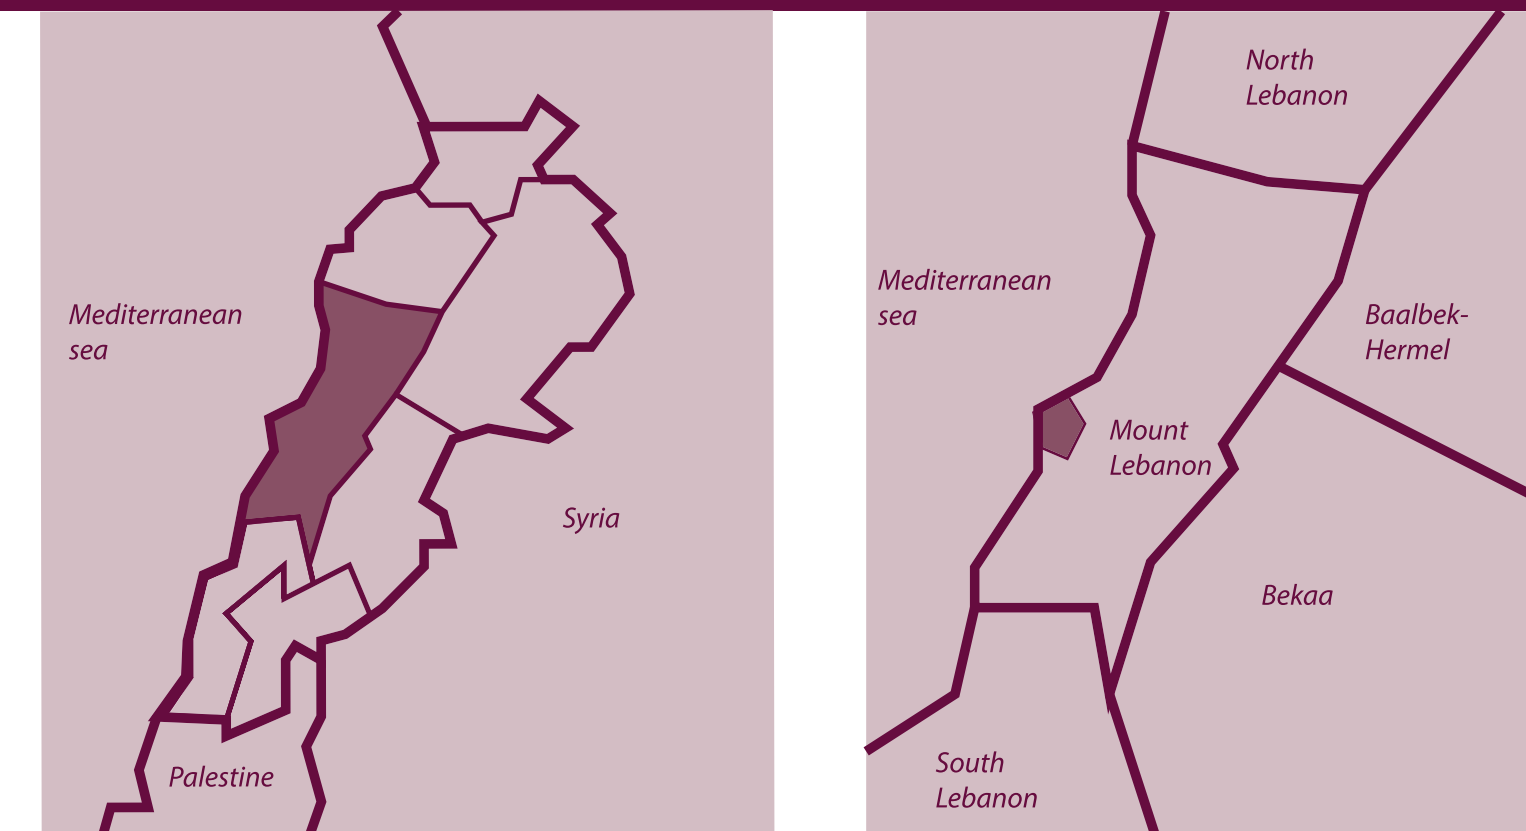 Mediterranean
sea
Syria
Palestine
North
Lebanon
Mediterranean
sea
Baalbek-
Hermel
Mount
Lebanon
Bekaa
South
Lebanon